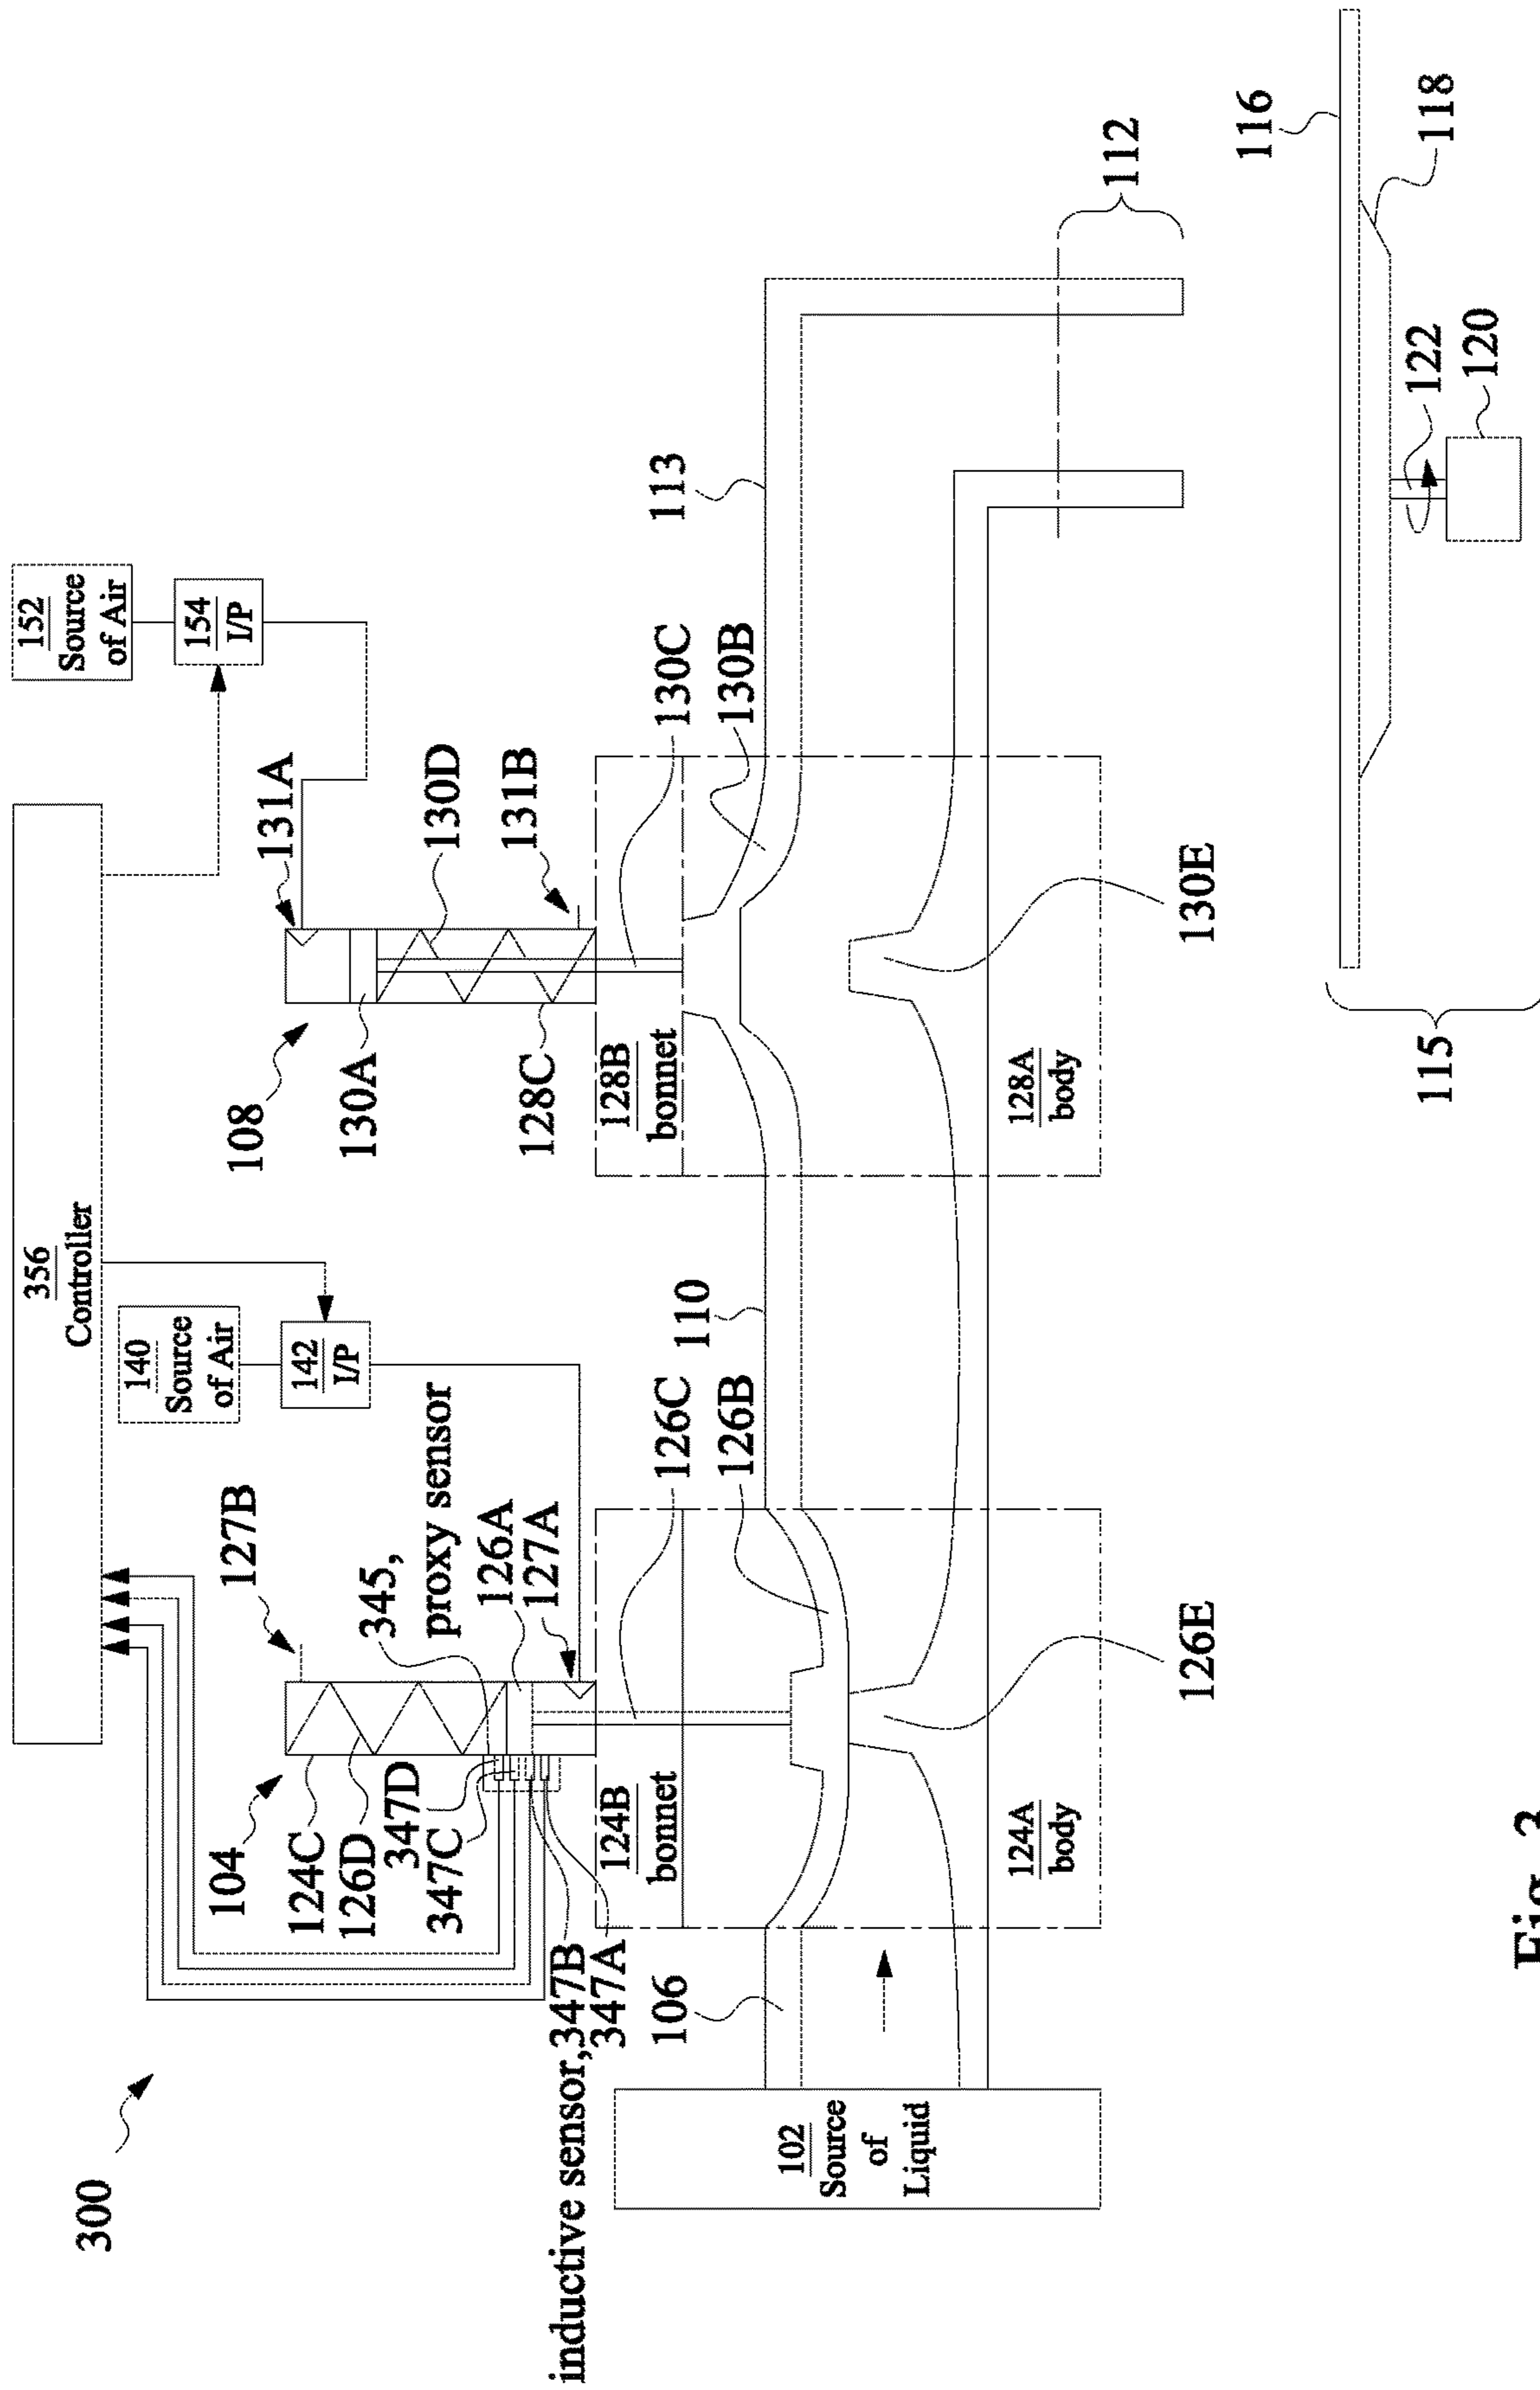 300
356
Controller
152
Source
of Air
154
I/P
140
Source
of Air
142
I/P
131A
130D
131B
108
130A
128C
127B
345,
proxy sensor
126A
127A
104
124C
126D
347D
347C
inductive sensor,347B
347A
128B
bonnet
130C
130B
113
112
124B
bonnet
126C
126B
110
106
102
Source
of
Liquid
124A
body
126E
128A
body
130E
116
118
122
120
115
Fig. 3